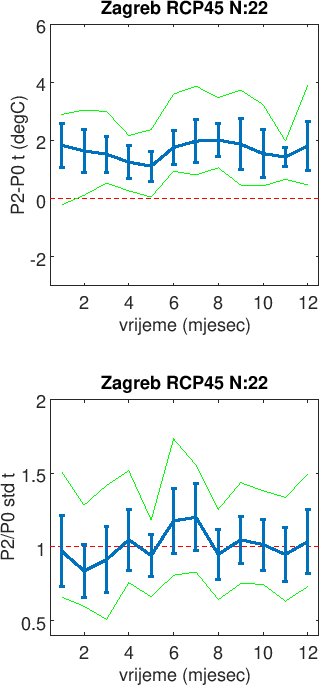 Zagreb RCP45 N:22
P2-P0 t (degC)
6
4
2
0
-2
2 4 6 8 10 12
vrijeme (mjesec)
Zagreb RCP45 N:22
P2/P0 std t
2
1.5
1
0.5
2 4 6 8 10 12
vrijeme (mjesec)